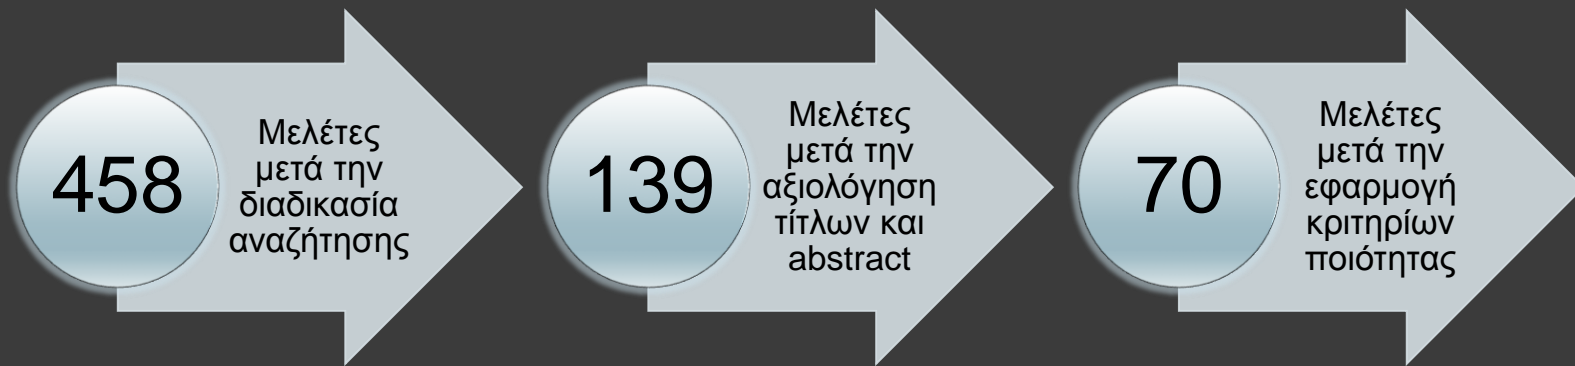 458
Μελέτες
μετά την
διαδικασία
αναζήτησης
139
Μελέτες
μετά την
αξιολόγηση
τίτλων και
abstract
70
Μελέτες
μετά την
εφαρμογή
κριτηρίων
ποιότητας